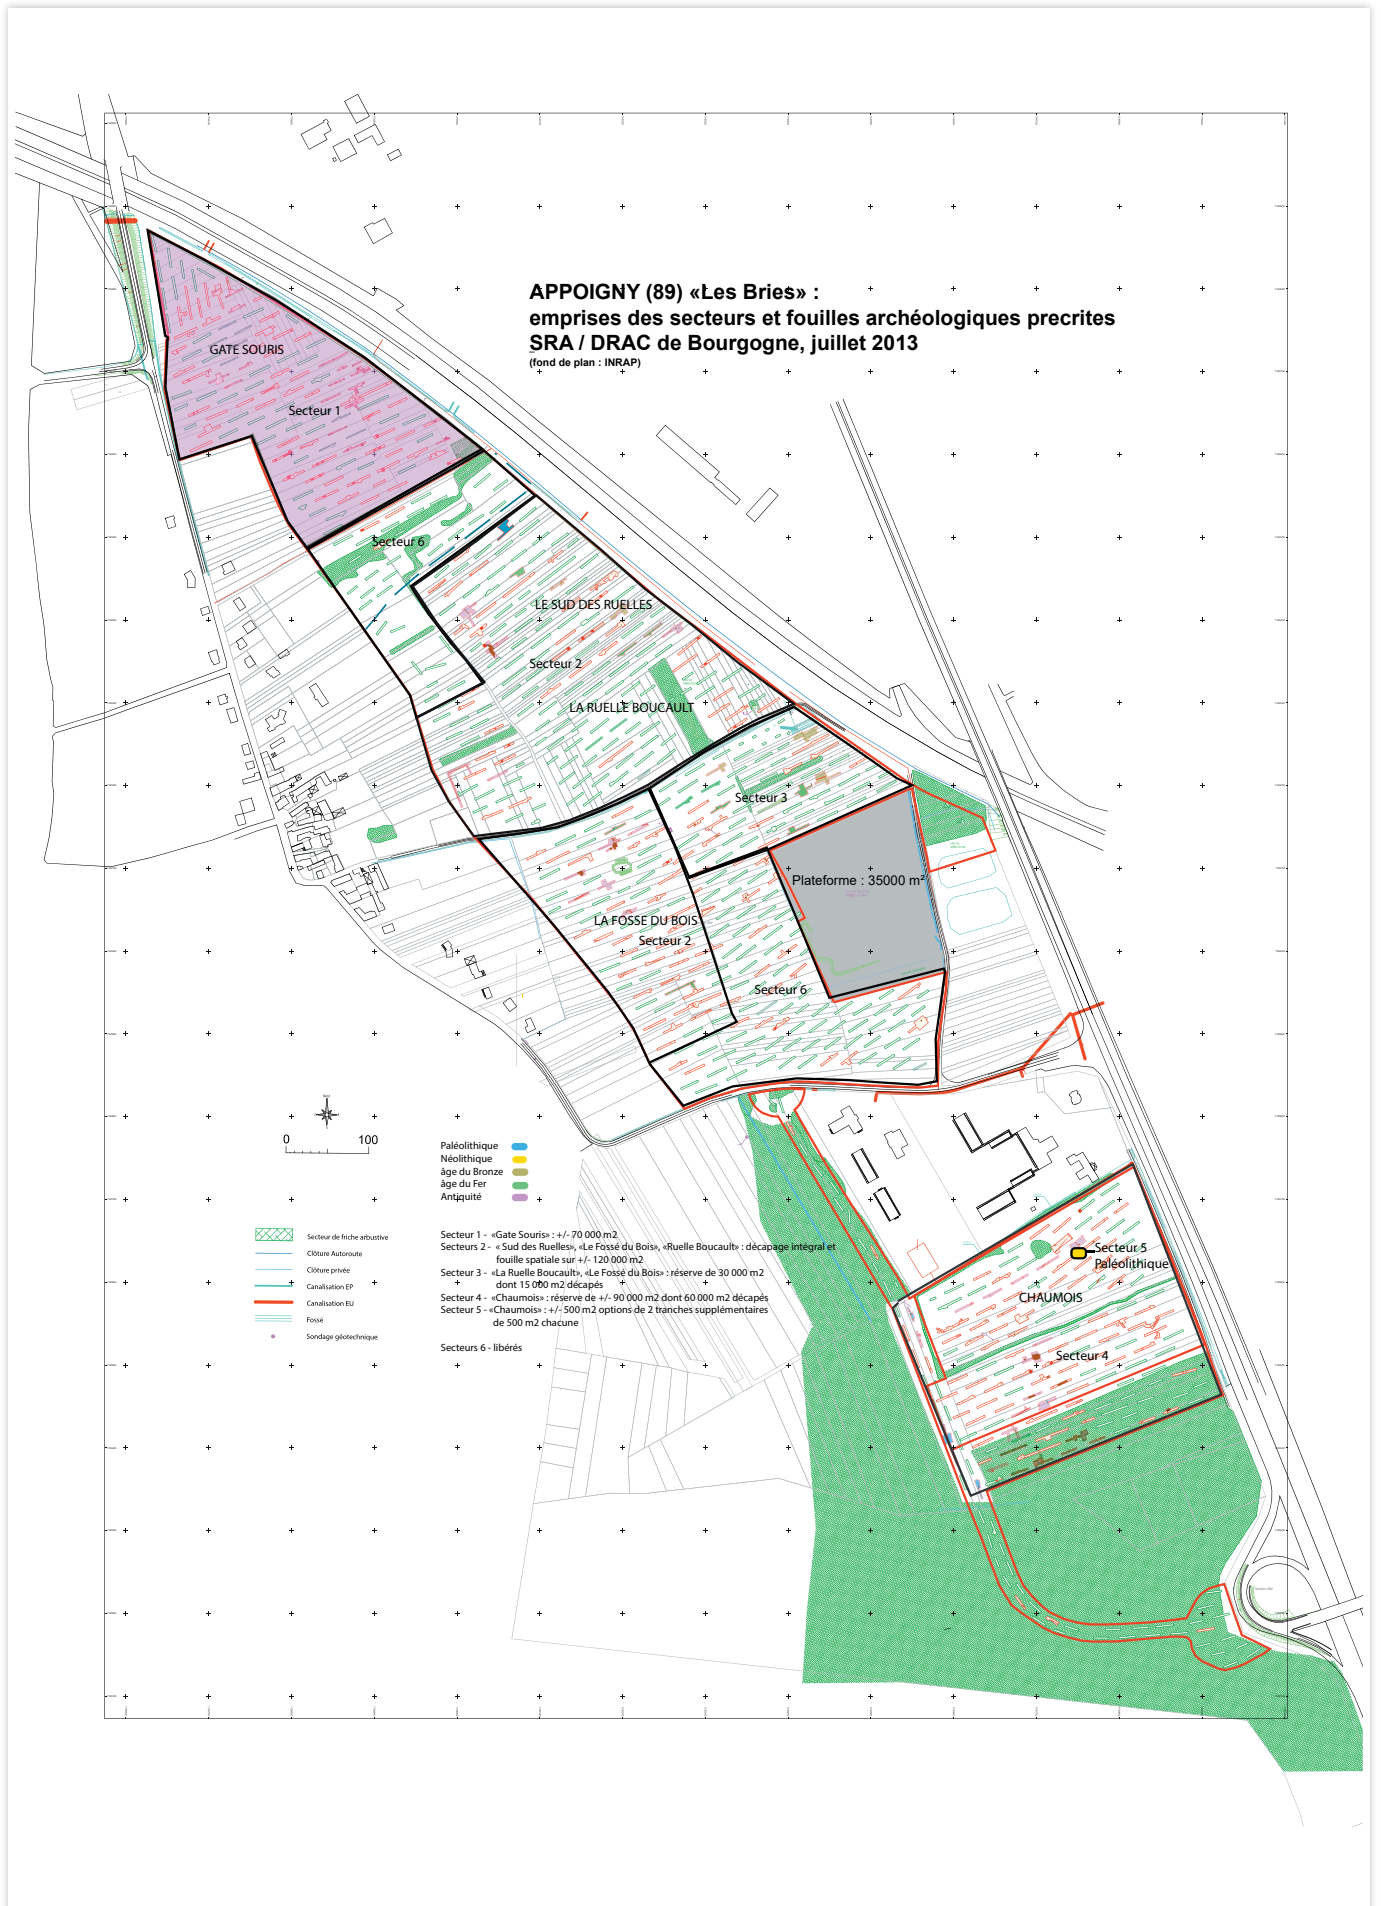 APPOIGNY (89) «Les Bries» :
emprises des secteurs et fouilles archéologiques precrites
SRA / DRAC de Bourgogne, juillet 2013
(fond de plan : INRAP)
GATE SOURIS
Secteur 1
Secteur 6
LE SUD DES RUELLES
Secteur 2
LA RUELLE BOUCAULT
Secteur 3
Plateforme : 35000 m²
LA FOSSE DU BOIS
Secteur 2
Secteur 6
0 100
Paléolithique
Néolithique
âge du Bronze
âge du Fer
Antiquité
Secteur de friche arbustive
Clôture Autoroute
Clôture privée
Canalisation EP
Canalisation EU
Fossé
Sondage géotechnique
Secteur 1 - «Gate Souris» : +/- 70 000 m2
Secteurs 2 - « Sud des Ruelles», «Le Fossé du Bois», «Ruelle Boucault» : décapage intégral et
fouille spatiale sur +/- 120 000 m2
Secteur 3 - «La Ruelle Boucault», «Le Fossé du Bois» : réserve de 30 000 m2
dont 15 000 m2 décapés
Secteur 4 - «Chaumois» : réserve de +/- 90 000 m2 dont 60 000 m2 décapés
Secteur 5 - «Chaumois» : +/- 500 m2 options de 2 tranches supplémentaires
de 500 m2 chacune
Secteurs 6 - libérés
Secteur 5
Paléolithique
CHAUMOIS
Secteur 4